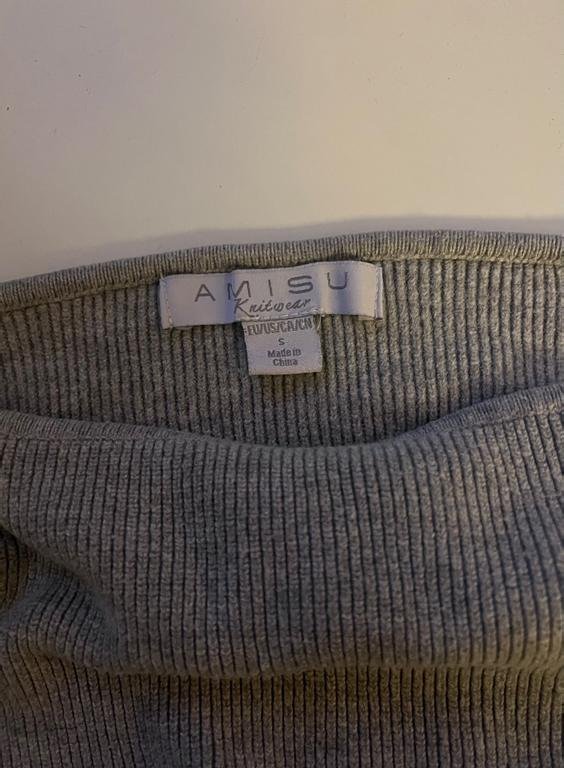 AMISU
Knitwear
EU/US/CA/CN
S
Made in
China